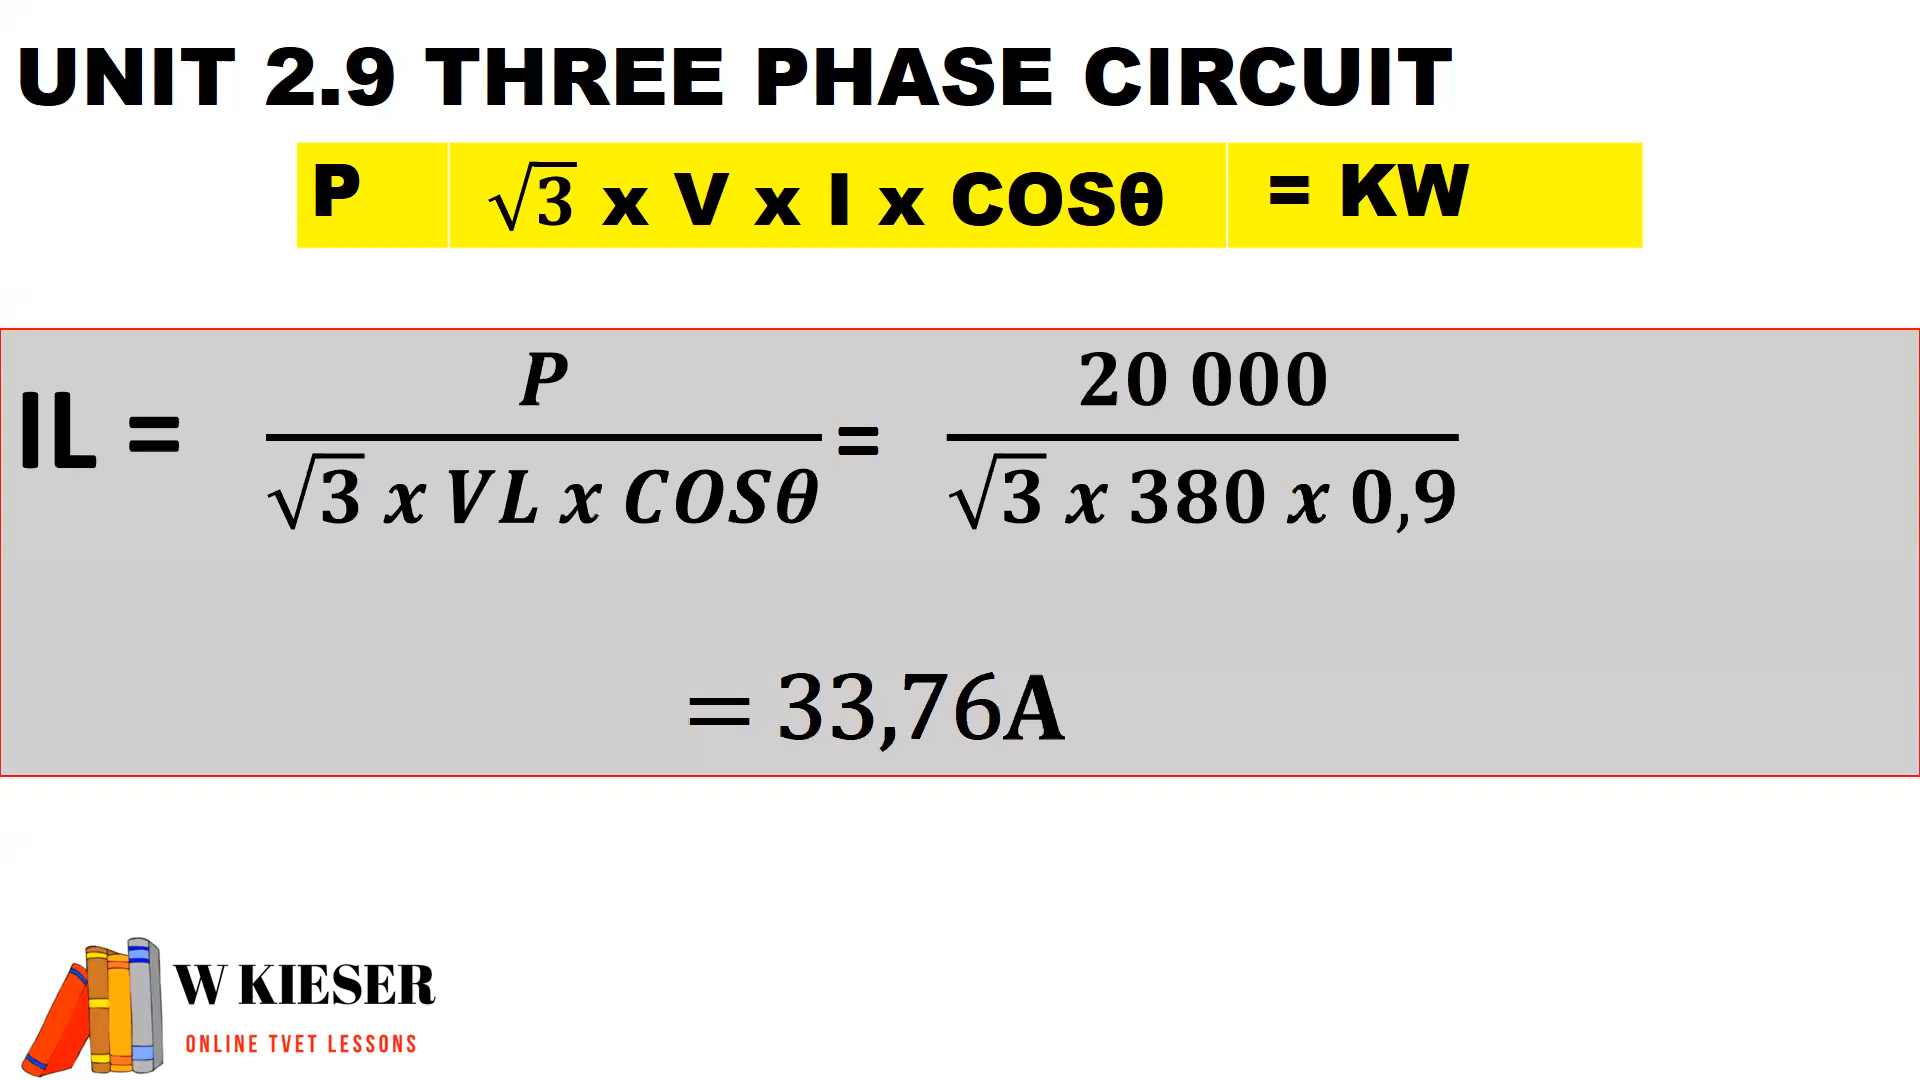 UNIT 2.9 THREE PHASE CIRCUIT
P √3 x V x I x COSθ = KW
IL = P / √3 x VL x COSθ = 20 000 / √3 x 380 x 0,9
= 33,76A
W KIESER
ONLINE TVET LESSONS